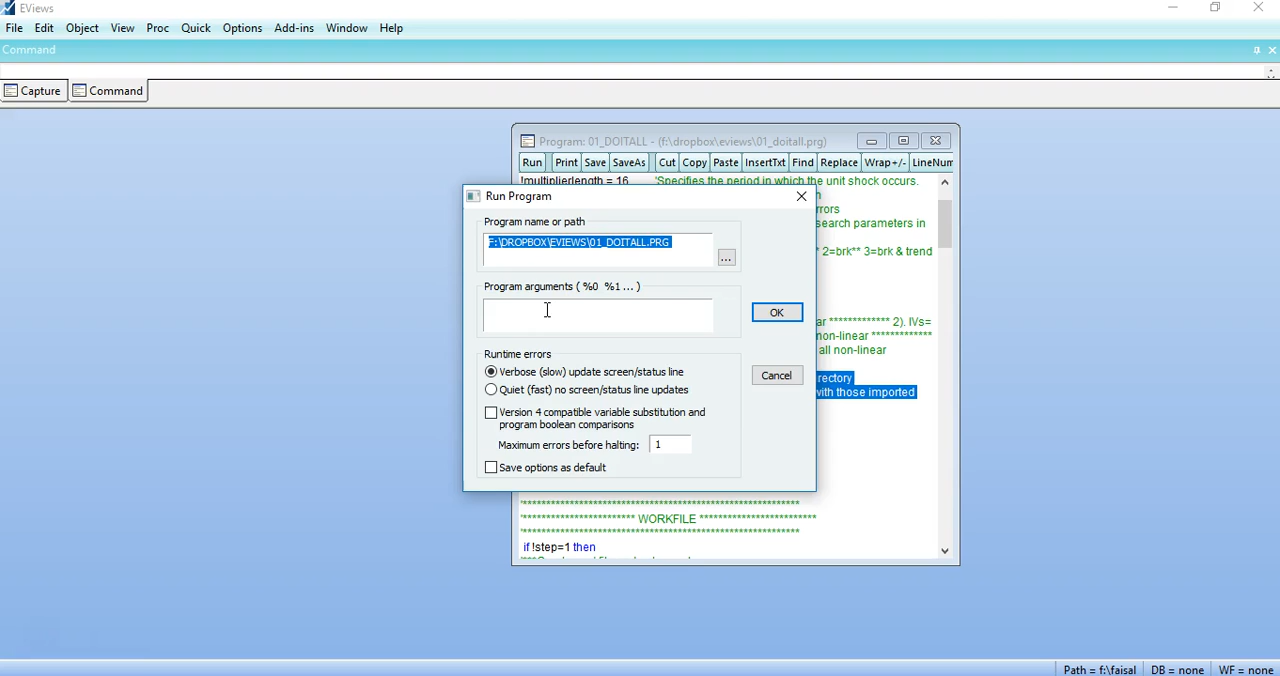 EViews
File Edit Object View Proc Quick Options Add-ins Window Help
Command
Capture Command
Program: 01_DOITALL - (f:\dropbox\eviews\01_doitall.prg)
Run Print Save SaveAs Cut Copy Paste InsertTxt Find Replace Wrap+/- LineNum
!multiplierlength = 16 'Specifies the period in which the unit shock occurs.
Run Program
Program name or path
F:\DROPBOX\EVIEWS\01_DOITALL.PRG
...
Program arguments ( %0 %1 ... )
OK
Runtime errors
Verbose (slow) update screen/status line
Quiet (fast) no screen/status line updates
Cancel
Version 4 compatible variable substitution and
program boolean comparisons
Maximum errors before halting: 1
Save options as default
search parameters in
* 2=brk** 3=brk & trend
ar ************* 2). IVs=
non-linear *************
all non-linear
with those imported
'************************************************************
'************************ WORKFILE *************************
'************************************************************
if !step=1 then
Path = f:\faisal DB = none WF = none